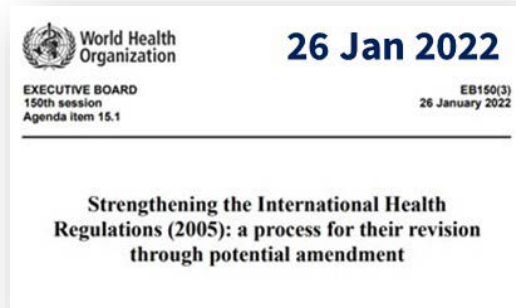 World Health
Organization
26 Jan 2022
EXECUTIVE BOARD
150th session
Agenda item 15.1
EB150(3)
26 January 2022
Strengthening the International Health
Regulations (2005): a process for their revision
through potential amendment